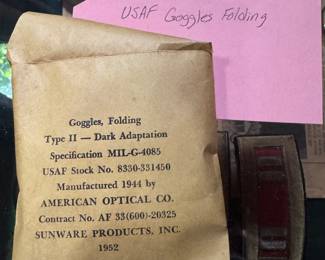 USAF Goggles Folding
Goggles, Folding
Type II — Dark Adaptation
Specification MIL-G-4085
USAF Stock No. 8350-331450
Manufactured 1944 by
AMERICAN OPTICAL CO.
Contract No. AF 33(600)-20325
SUNWARE PRODUCTS, INC.
1952